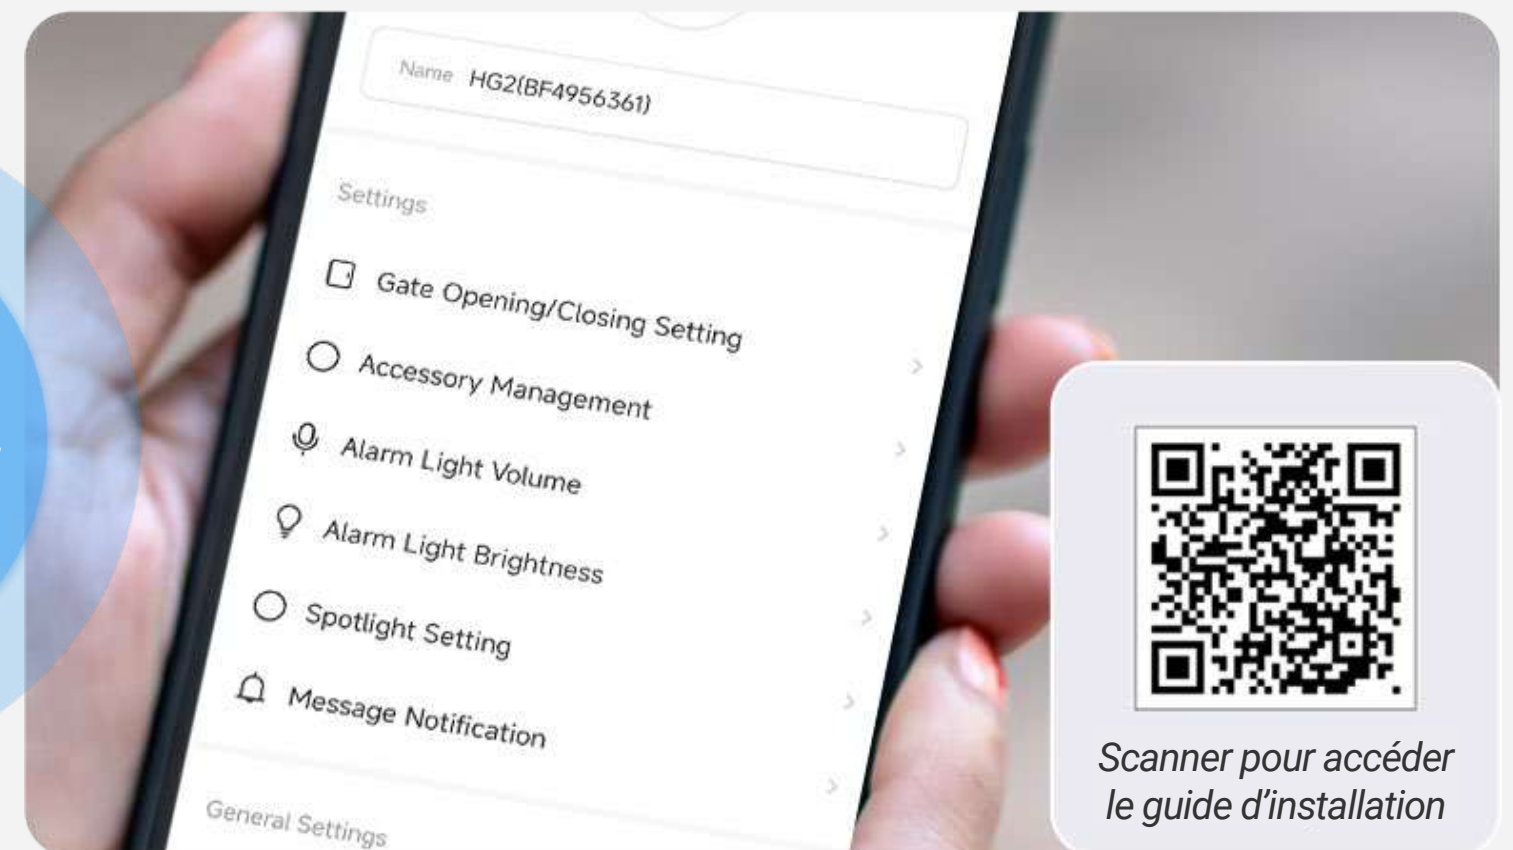 Name HG2(BF4956361)
Settings
Gate Opening/Closing Setting
Accessory Management
Alarm Light Volume
Alarm Light Brightness
Spotlight Setting
Message Notification
General Settings
Scanner pour accéder
le guide d’installation